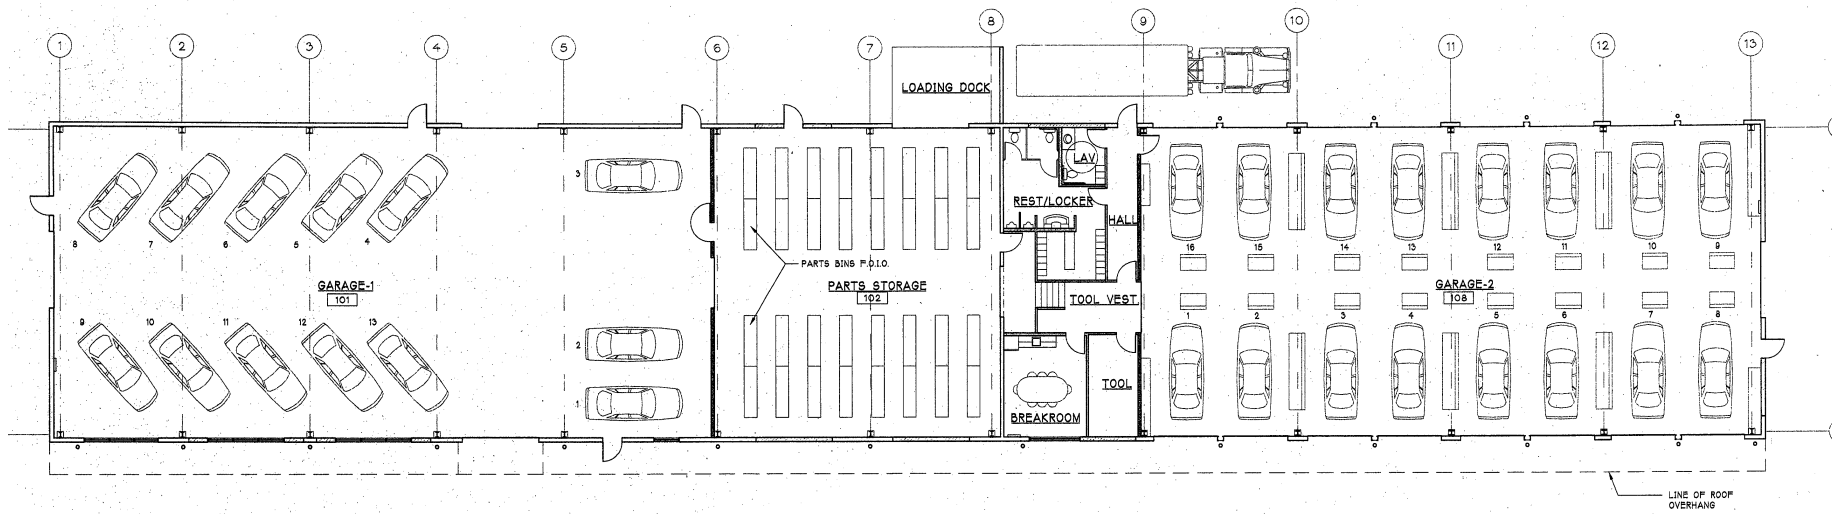 1 2 3 4 5 6 7 8 9 10 11 12 13
LOADING DOCK
LAV
3
REST/LOCKER
HALL
8 7 6 5 4
16 15 14 13 12 11 10 9
PARTS BINS F.O.I.O.
GARAGE-1
101
PARTS STORAGE
102
GARAGE-2
108
TOOL VEST.
9 10 11 12 13
1 2 3 4 5 6 7 8
2
TOOL
1
BREAKROOM
LINE OF ROOF
OVERHANG